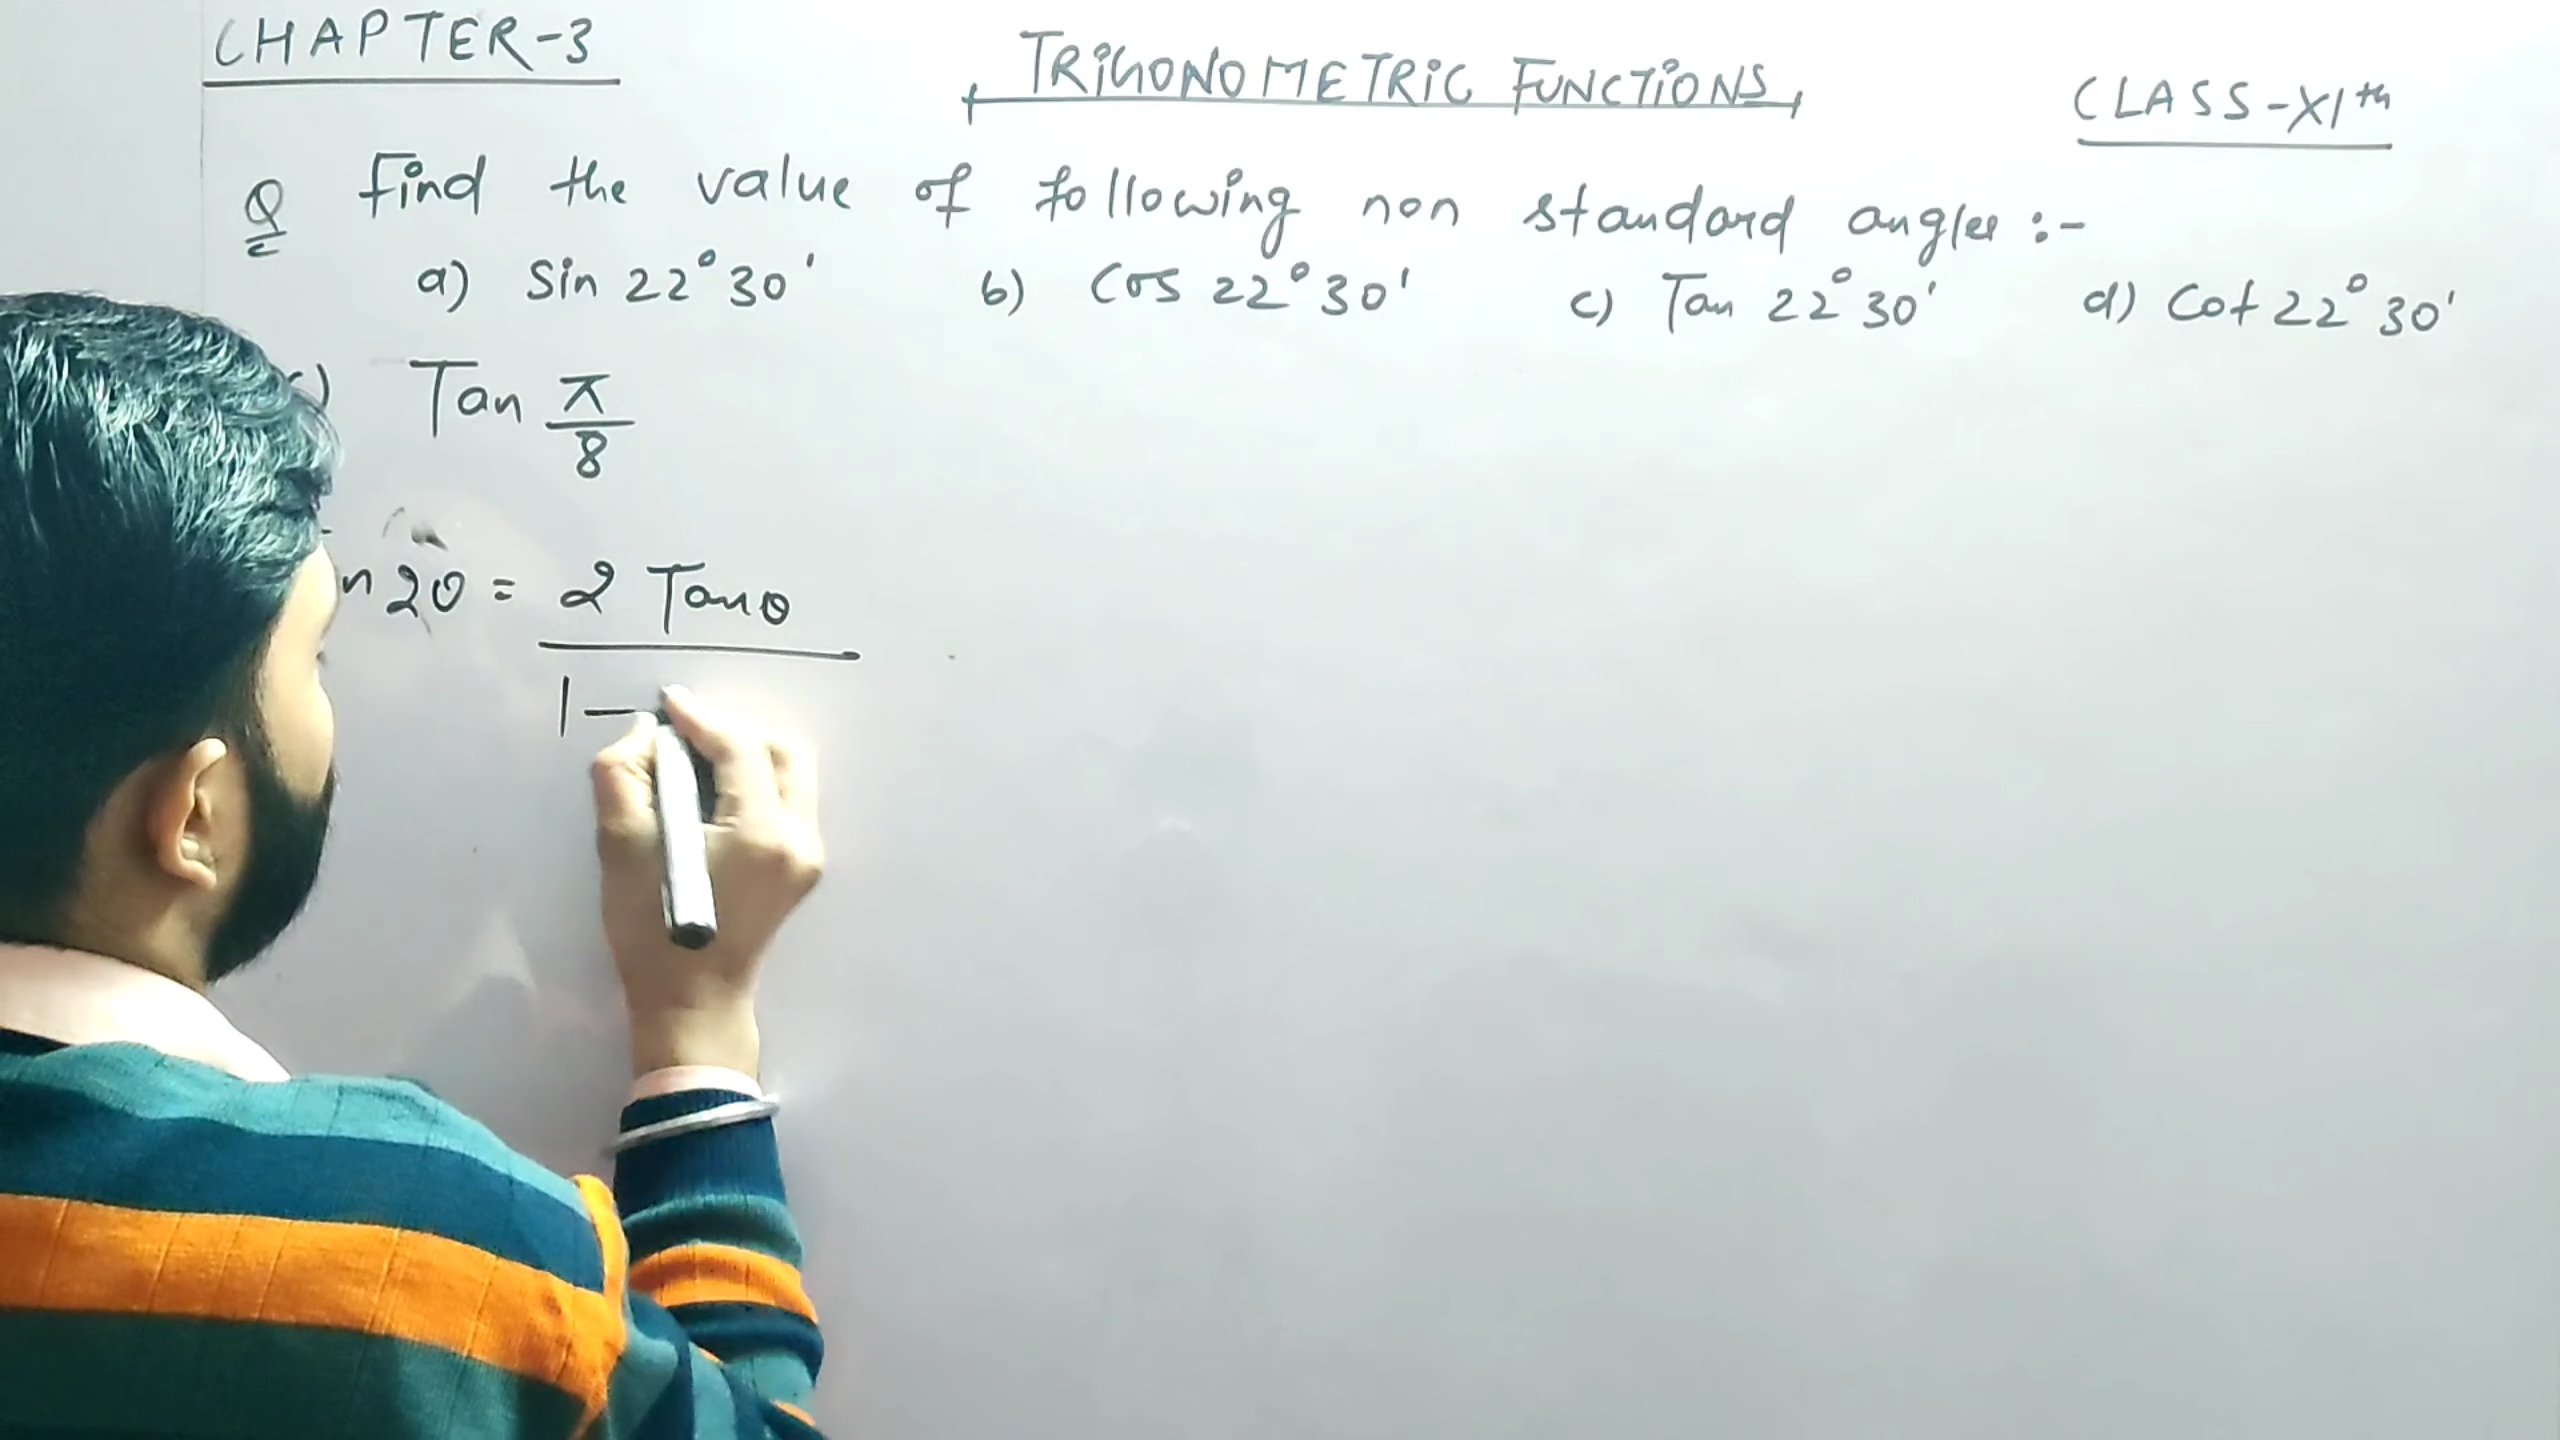 CHAPTER-3
TRIGONOMETRIC FUNCTIONS
CLASS-XIth
Q Find the value of following non standard angles :-
a) Sin 22°30' b) Cos 22°30' c) Tan 22°30' d) Cot 22°30'
) Tan π/8
n 2θ = 2 Tanθ
1 -